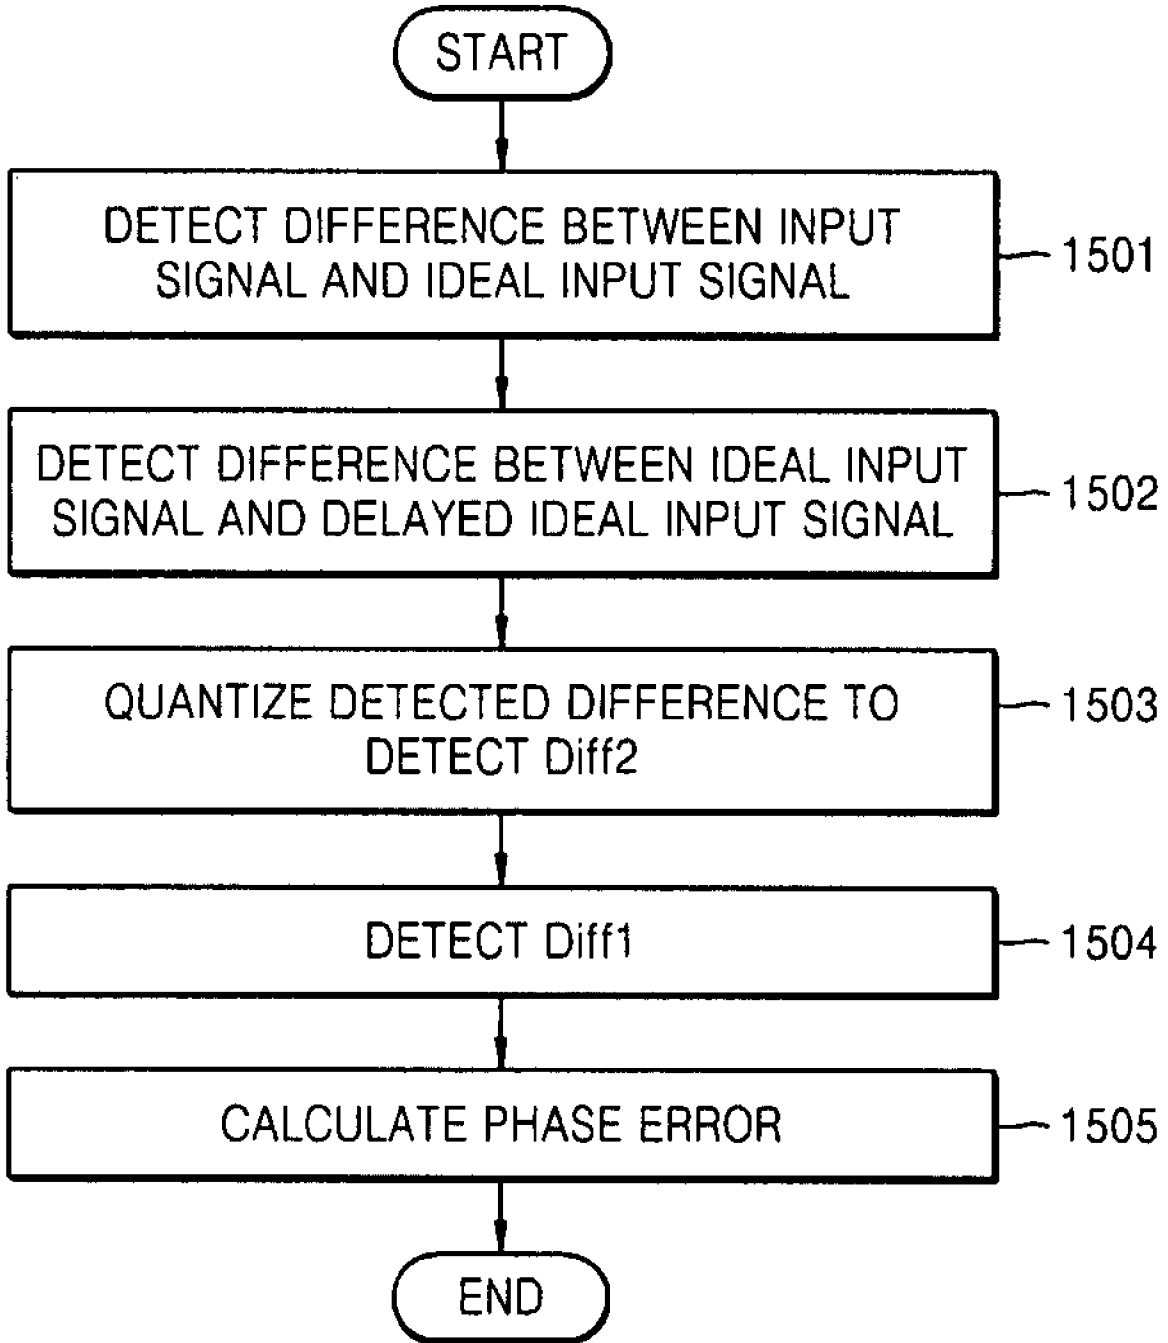 START
DETECT DIFFERENCE BETWEEN INPUT
SIGNAL AND IDEAL INPUT SIGNAL
1501
DETECT DIFFERENCE BETWEEN IDEAL INPUT
SIGNAL AND DELAYED IDEAL INPUT SIGNAL
1502
QUANTIZE DETECTED DIFFERENCE TO
DETECT Diff2
1503
DETECT Diff1
1504
CALCULATE PHASE ERROR
1505
END